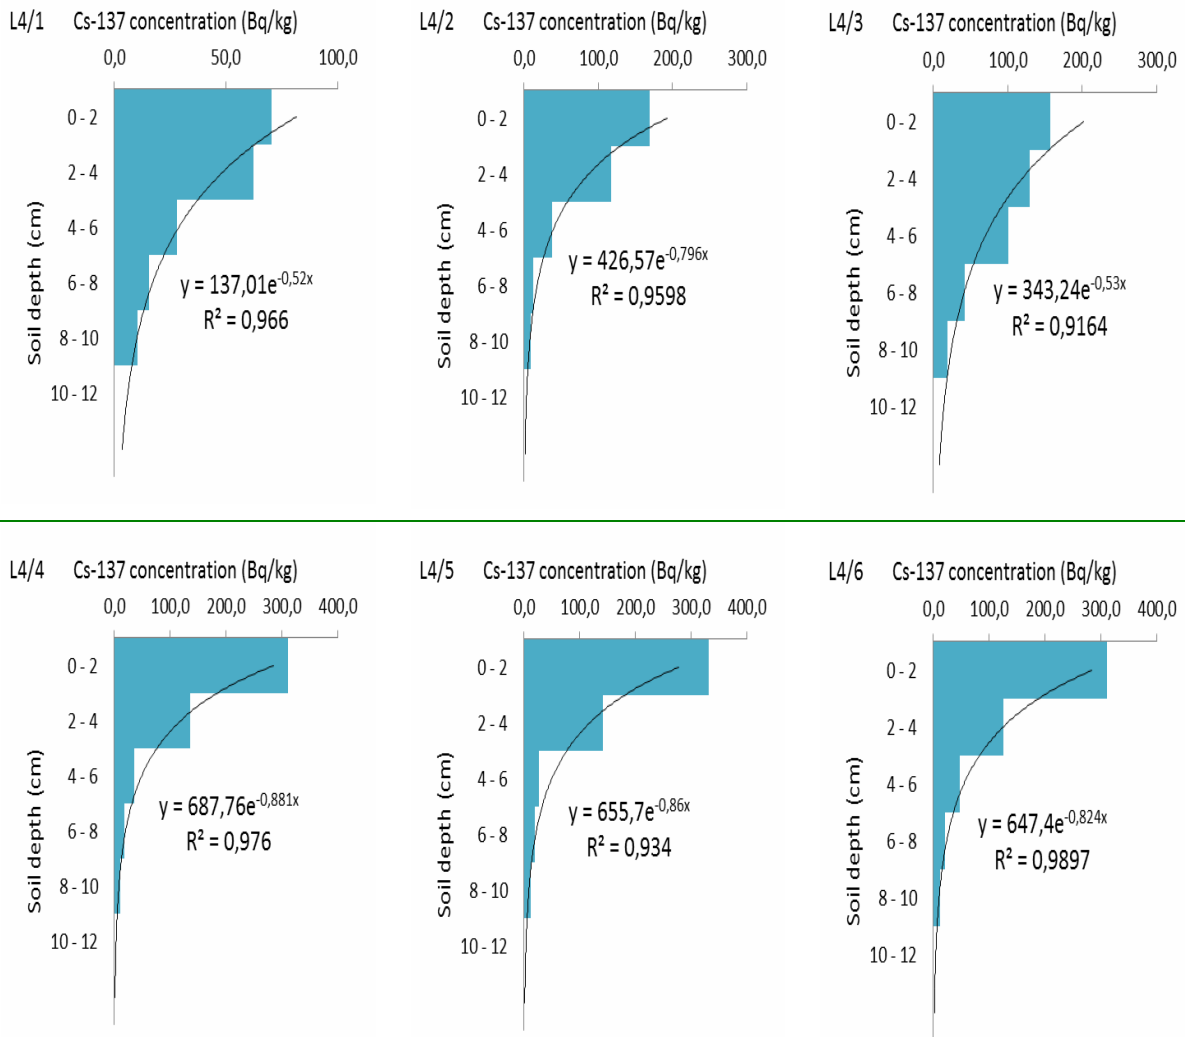 L4/1 Cs-137 concentration (Bq/kg)
0,0 50,0 100,0
0 - 2
2 - 4
4 - 6
6 - 8
8 - 10
10 - 12
Soil depth (cm)
y = 137,01e^-0,52x
R² = 0,966
L4/2 Cs-137 concentration (Bq/kg)
0,0 100,0 200,0 300,0
0 - 2
2 - 4
4 - 6
6 - 8
8 - 10
10 - 12
Soil depth (cm)
y = 426,57e^-0,796x
R² = 0,9598
L4/3 Cs-137 concentration (Bq/kg)
0,0 100,0 200,0 300,0
0 - 2
2 - 4
4 - 6
6 - 8
8 - 10
10 - 12
Soil depth (cm)
y = 343,24e^-0,53x
R² = 0,9164
L4/4 Cs-137 concentration (Bq/kg)
0,0 100,0 200,0 300,0 400,0
0 - 2
2 - 4
4 - 6
6 - 8
8 - 10
10 - 12
Soil depth (cm)
y = 687,76e^-0,881x
R² = 0,976
L4/5 Cs-137 concentration (Bq/kg)
0,0 100,0 200,0 300,0 400,0
0 - 2
2 - 4
4 - 6
6 - 8
8 - 10
10 - 12
Soil depth (cm)
y = 655,7e^-0,86x
R² = 0,934
L4/6 Cs-137 concentration (Bq/kg)
0,0 100,0 200,0 300,0 400,0
0 - 2
2 - 4
4 - 6
6 - 8
8 - 10
10 - 12
Soil depth (cm)
y = 647,4e^-0,824x
R² = 0,9897